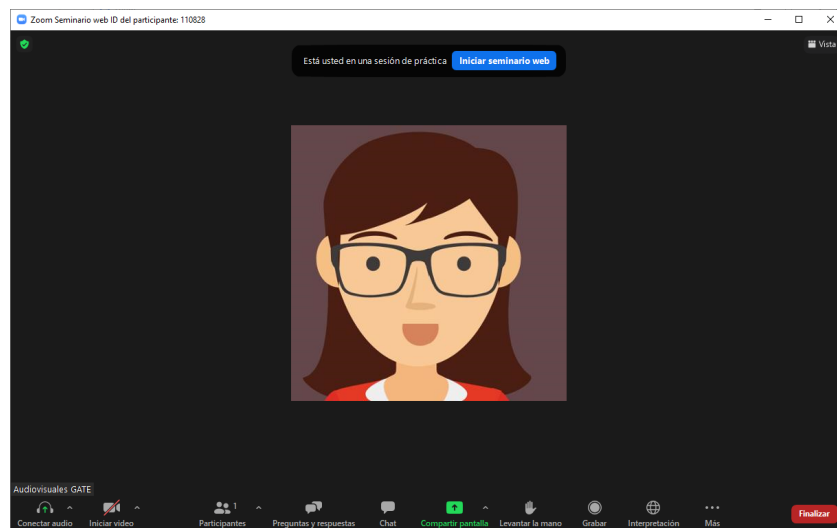 Zoom Seminario web ID del participante: 110828
Vista
Está usted en una sesión de práctica Iniciar seminario web
Audiovisuales GATE
1
Conectar audio Iniciar video Participantes Preguntas y respuestas Chat Compartir pantalla Levantar la mano Grabar Interpretación Más Finalizar